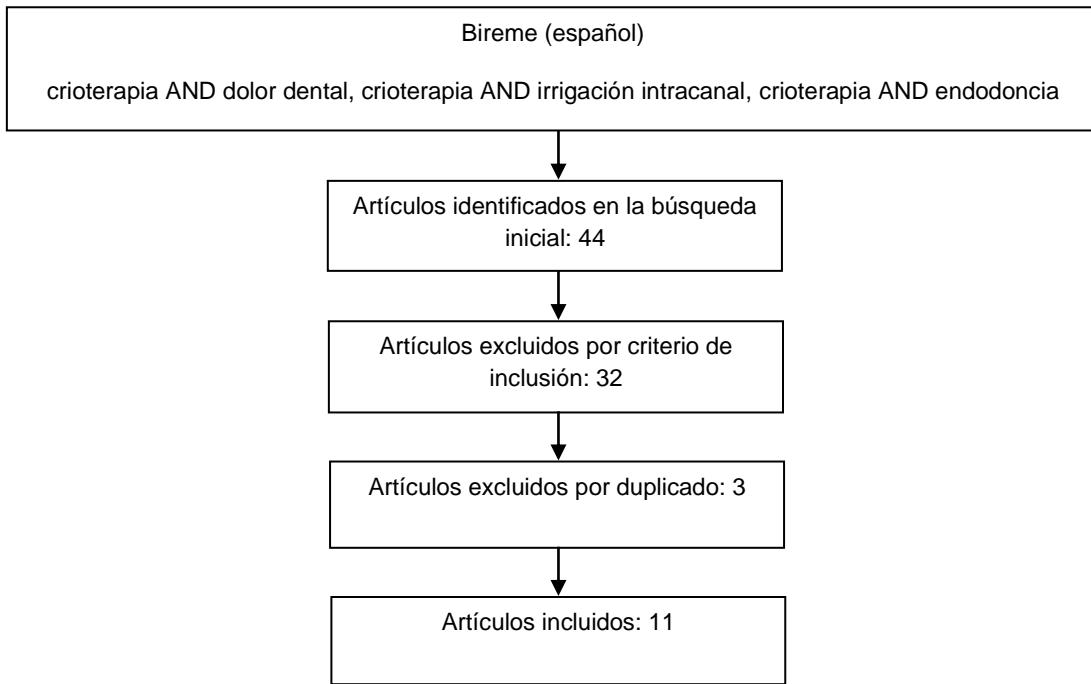 Bireme (español)
crioterapia AND dolor dental, crioterapia AND irrigación intracanal, crioterapia AND endodoncia
Artículos identificados en la búsqueda
inicial: 44
Artículos excluidos por criterio de
inclusión: 32
Artículos excluidos por duplicado: 3
Artículos incluidos: 11